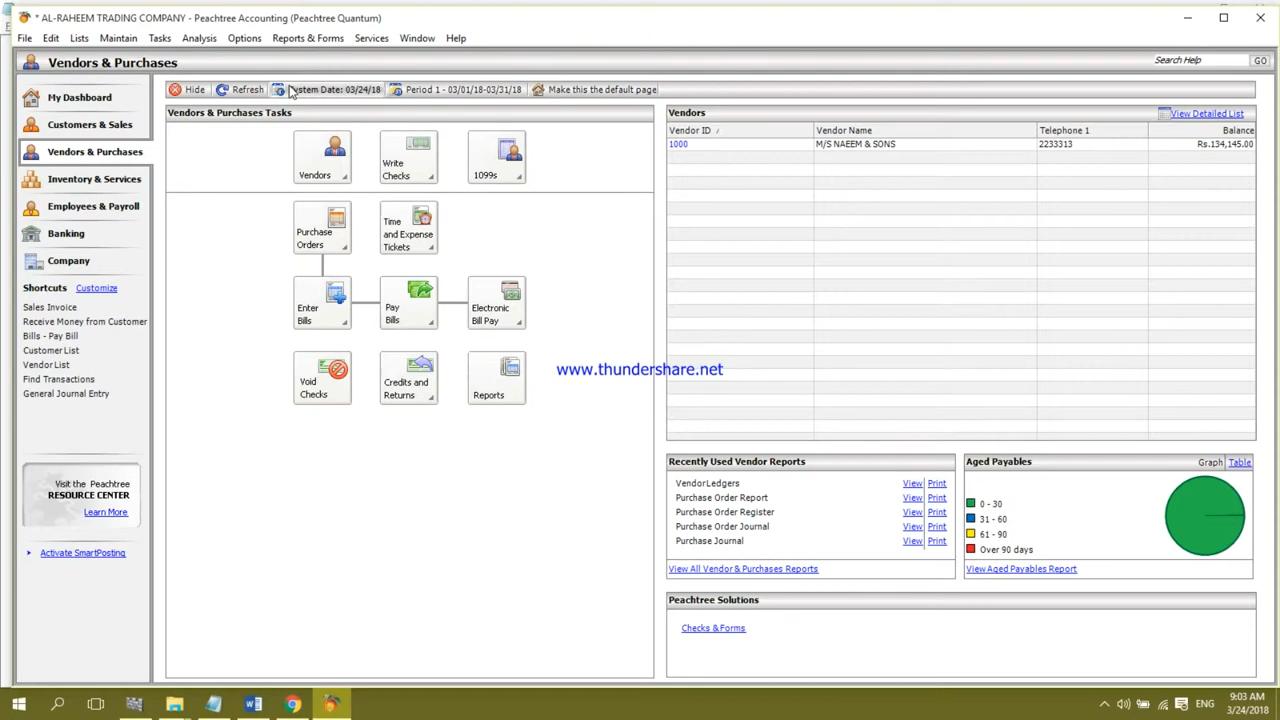 * AL-RAHEEM TRADING COMPANY - Peachtree Accounting (Peachtree Quantum)
File Edit Lists Maintain Tasks Analysis Options Reports & Forms Services Window Help
Vendors & Purchases
Search Help GO
Hide Refresh System Date: 03/24/18 Period 1 - 03/01/18-03/31/18 Make this the default page
My Dashboard
Customers & Sales
Vendors & Purchases
Inventory & Services
Employees & Payroll
Banking
Company
Shortcuts Customize
Sales Invoice
Receive Money from Customer
Bills - Pay Bill
Customer List
Vendor List
Find Transactions
General Journal Entry
Visit the Peachtree
RESOURCE CENTER
Learn More
Activate SmartPosting
Vendors & Purchases Tasks
Vendors
Write
Checks
1099s
Purchase
Orders
Time
and Expense
Tickets
Enter
Bills
Pay
Bills
Electronic
Bill Pay
Void
Checks
Credits and
Returns
Reports
www.thundershare.net
Vendors View Detailed List
Vendor ID / Vendor Name Telephone 1 Balance
1000 M/S NAEEM & SONS 2233313 Rs.134,145.00
Recently Used Vendor Reports
Vendor Ledgers View Print
Purchase Order Report View Print
Purchase Order Register View Print
Purchase Order Journal View Print
Purchase Journal View Print
View All Vendor & Purchases Reports
Aged Payables Graph Table
0 - 30
31 - 60
61 - 90
Over 90 days
View Aged Payables Report
Peachtree Solutions
Checks & Forms
ENG
9:03 AM
3/24/2018